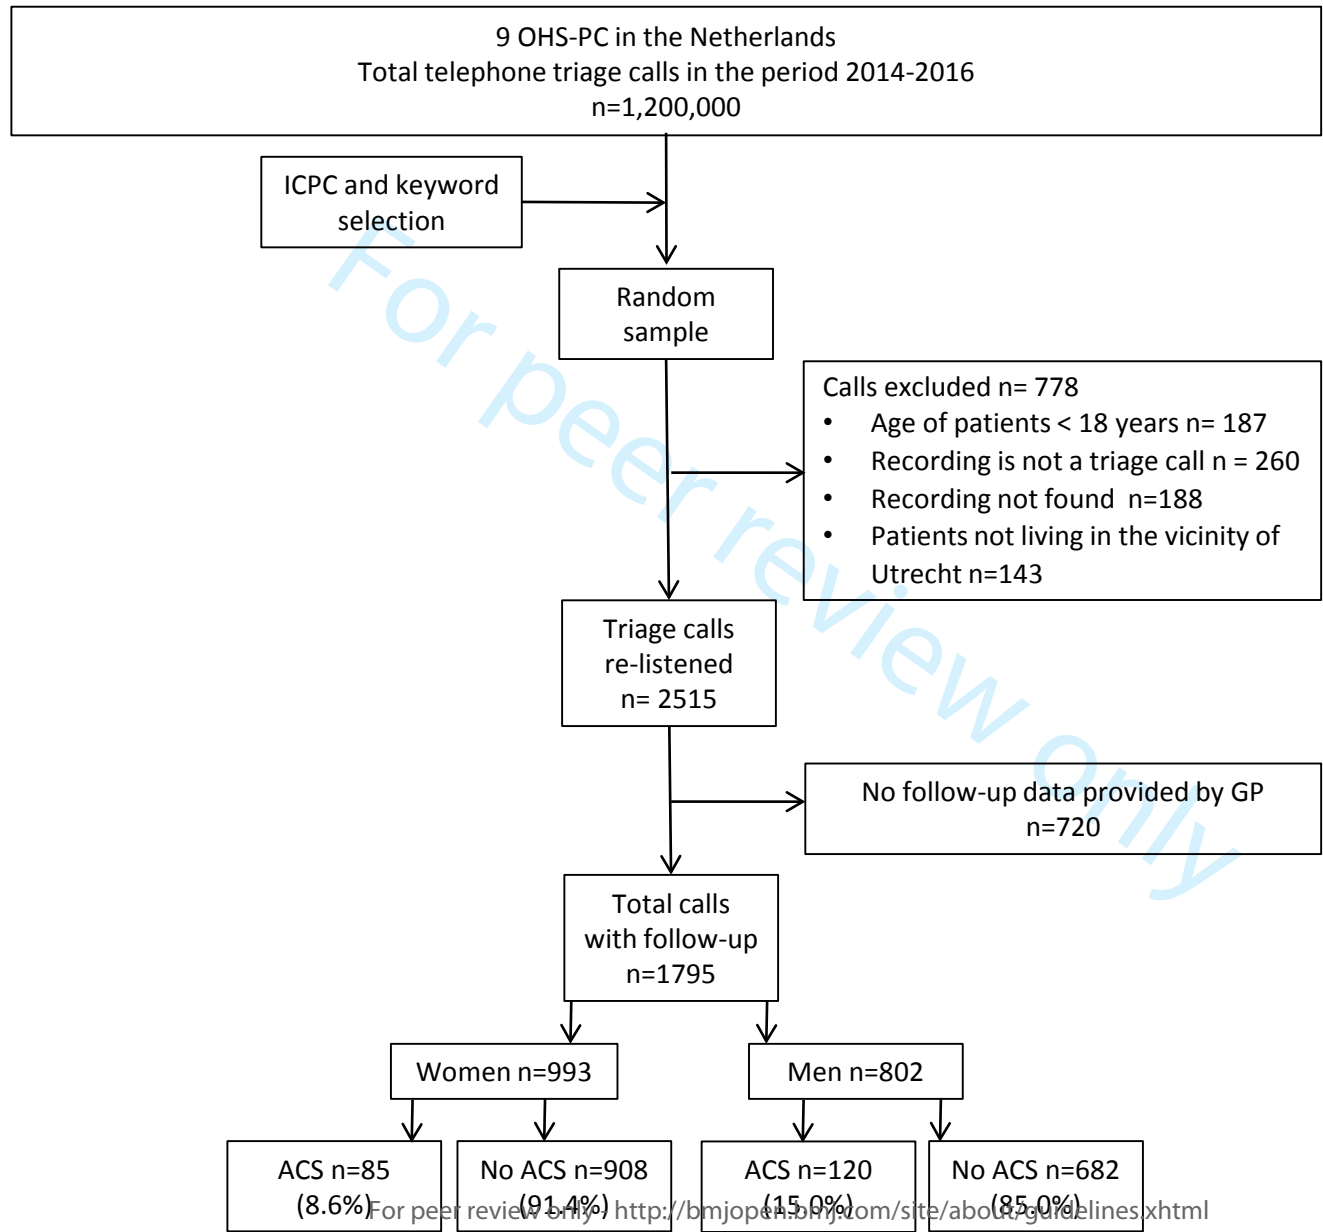 9 OHS-PC in the Netherlands
Total telephone triage calls in the period 2014-2016
n=1,200,000
ICPC and keyword
selection
Random
sample
Calls excluded n= 778
• Age of patients < 18 years n= 187
• Recording is not a triage call n = 260
• Recording not found n=188
• Patients not living in the vicinity of
Utrecht n=143
Triage calls
re-listened
n= 2515
No follow-up data provided by GP
n=720
Total calls
with follow-up
n=1795
Women n=993
Men n=802
ACS n=85
(8.6%)
No ACS n=908
(91.4%)
ACS n=120
(15.0%)
No ACS n=682
(85.0%)
For peer review only
For peer review only - http://bmjopen.bmj.com/site/about/guidelines.xhtml